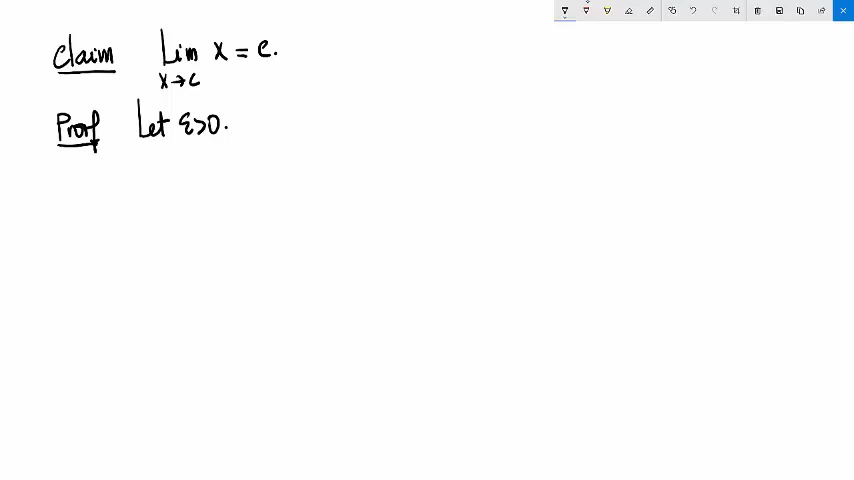 Claim Lim x = c.
x→c
Proof Let ε>0.